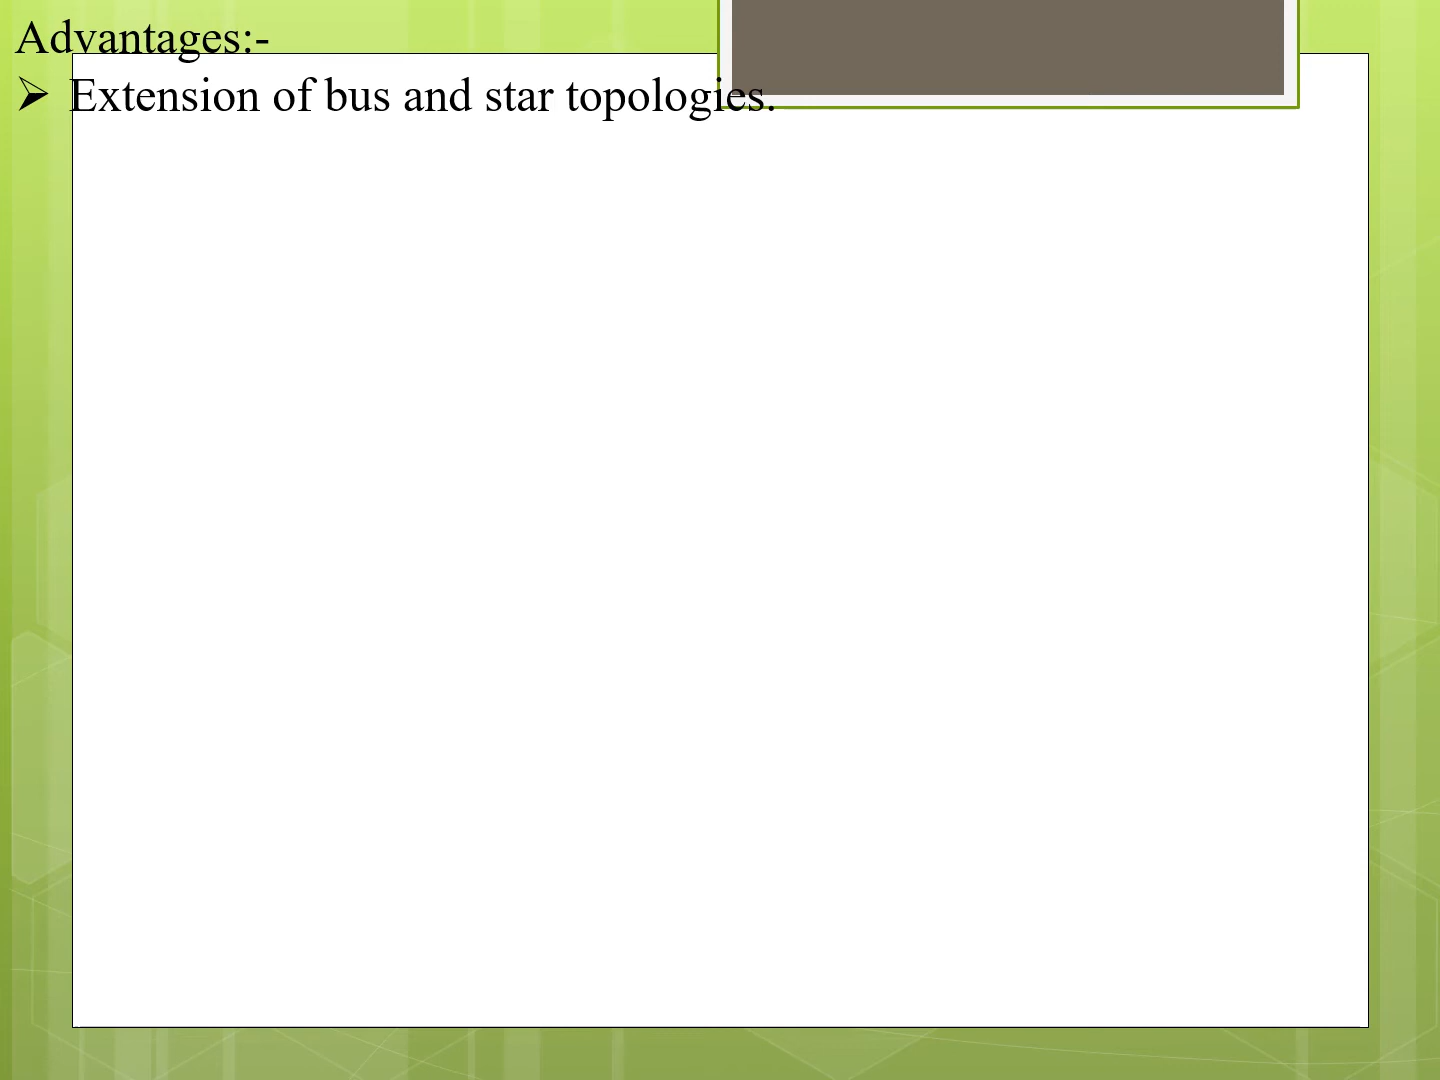 Advantages:-
➢ Extension of bus and star topologies.